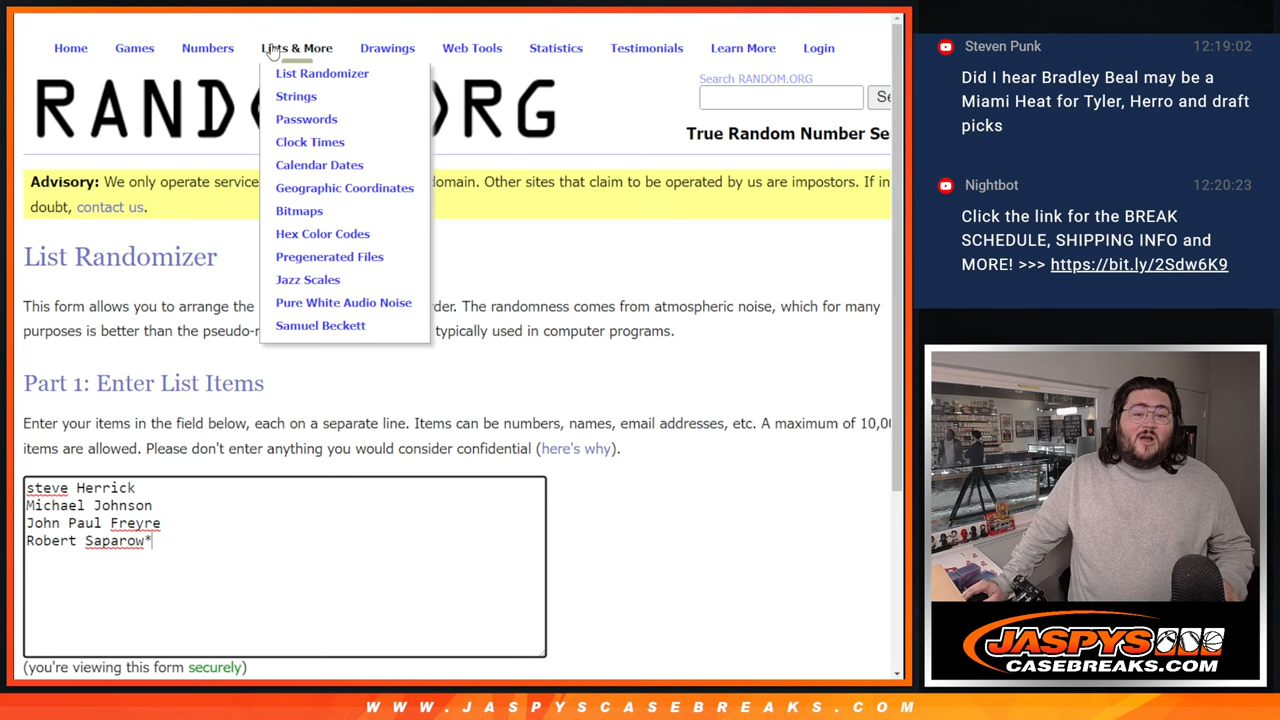 Home Games Numbers Lists & More Drawings Web Tools Statistics Testimonials Learn More Login
List Randomizer
Strings
Passwords
Clock Times
Calendar Dates
Geographic Coordinates
Bitmaps
Hex Color Codes
Pregenerated Files
Jazz Scales
Pure White Audio Noise
Samuel Beckett
Search RANDOM.ORG
True Random Number Se
Advisory: We only operate service omain. Other sites that claim to be operated by us are impostors. If in
doubt, contact us.
List Randomizer
This form allows you to arrange the rder. The randomness comes from atmospheric noise, which for many
purposes is better than the pseudo-r typically used in computer programs.
Part 1: Enter List Items
Enter your items in the field below, each on a separate line. Items can be numbers, names, email addresses, etc. A maximum of 10,00
items are allowed. Please don't enter anything you would consider confidential (here's why).
steve Herrick
Michael Johnson
John Paul Freyre
Robert Saparow*
(you're viewing this form securely)
Steven Punk 12:19:02
Did I hear Bradley Beal may be a
Miami Heat for Tyler, Herro and draft
picks
Nightbot 12:20:23
Click the link for the BREAK
SCHEDULE, SHIPPING INFO and
MORE! >>> https://bit.ly/2Sdw6K9
JASPYS
CASEBREAKS.COM
WWW.JASPYSCASEBREAKS.COM